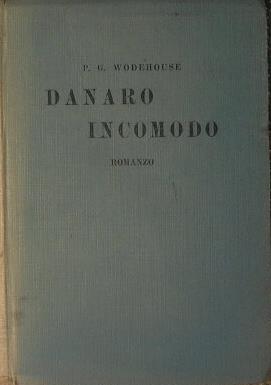 P. G. WODEHOUSE
DANARO
INCOMODO
ROMANZO